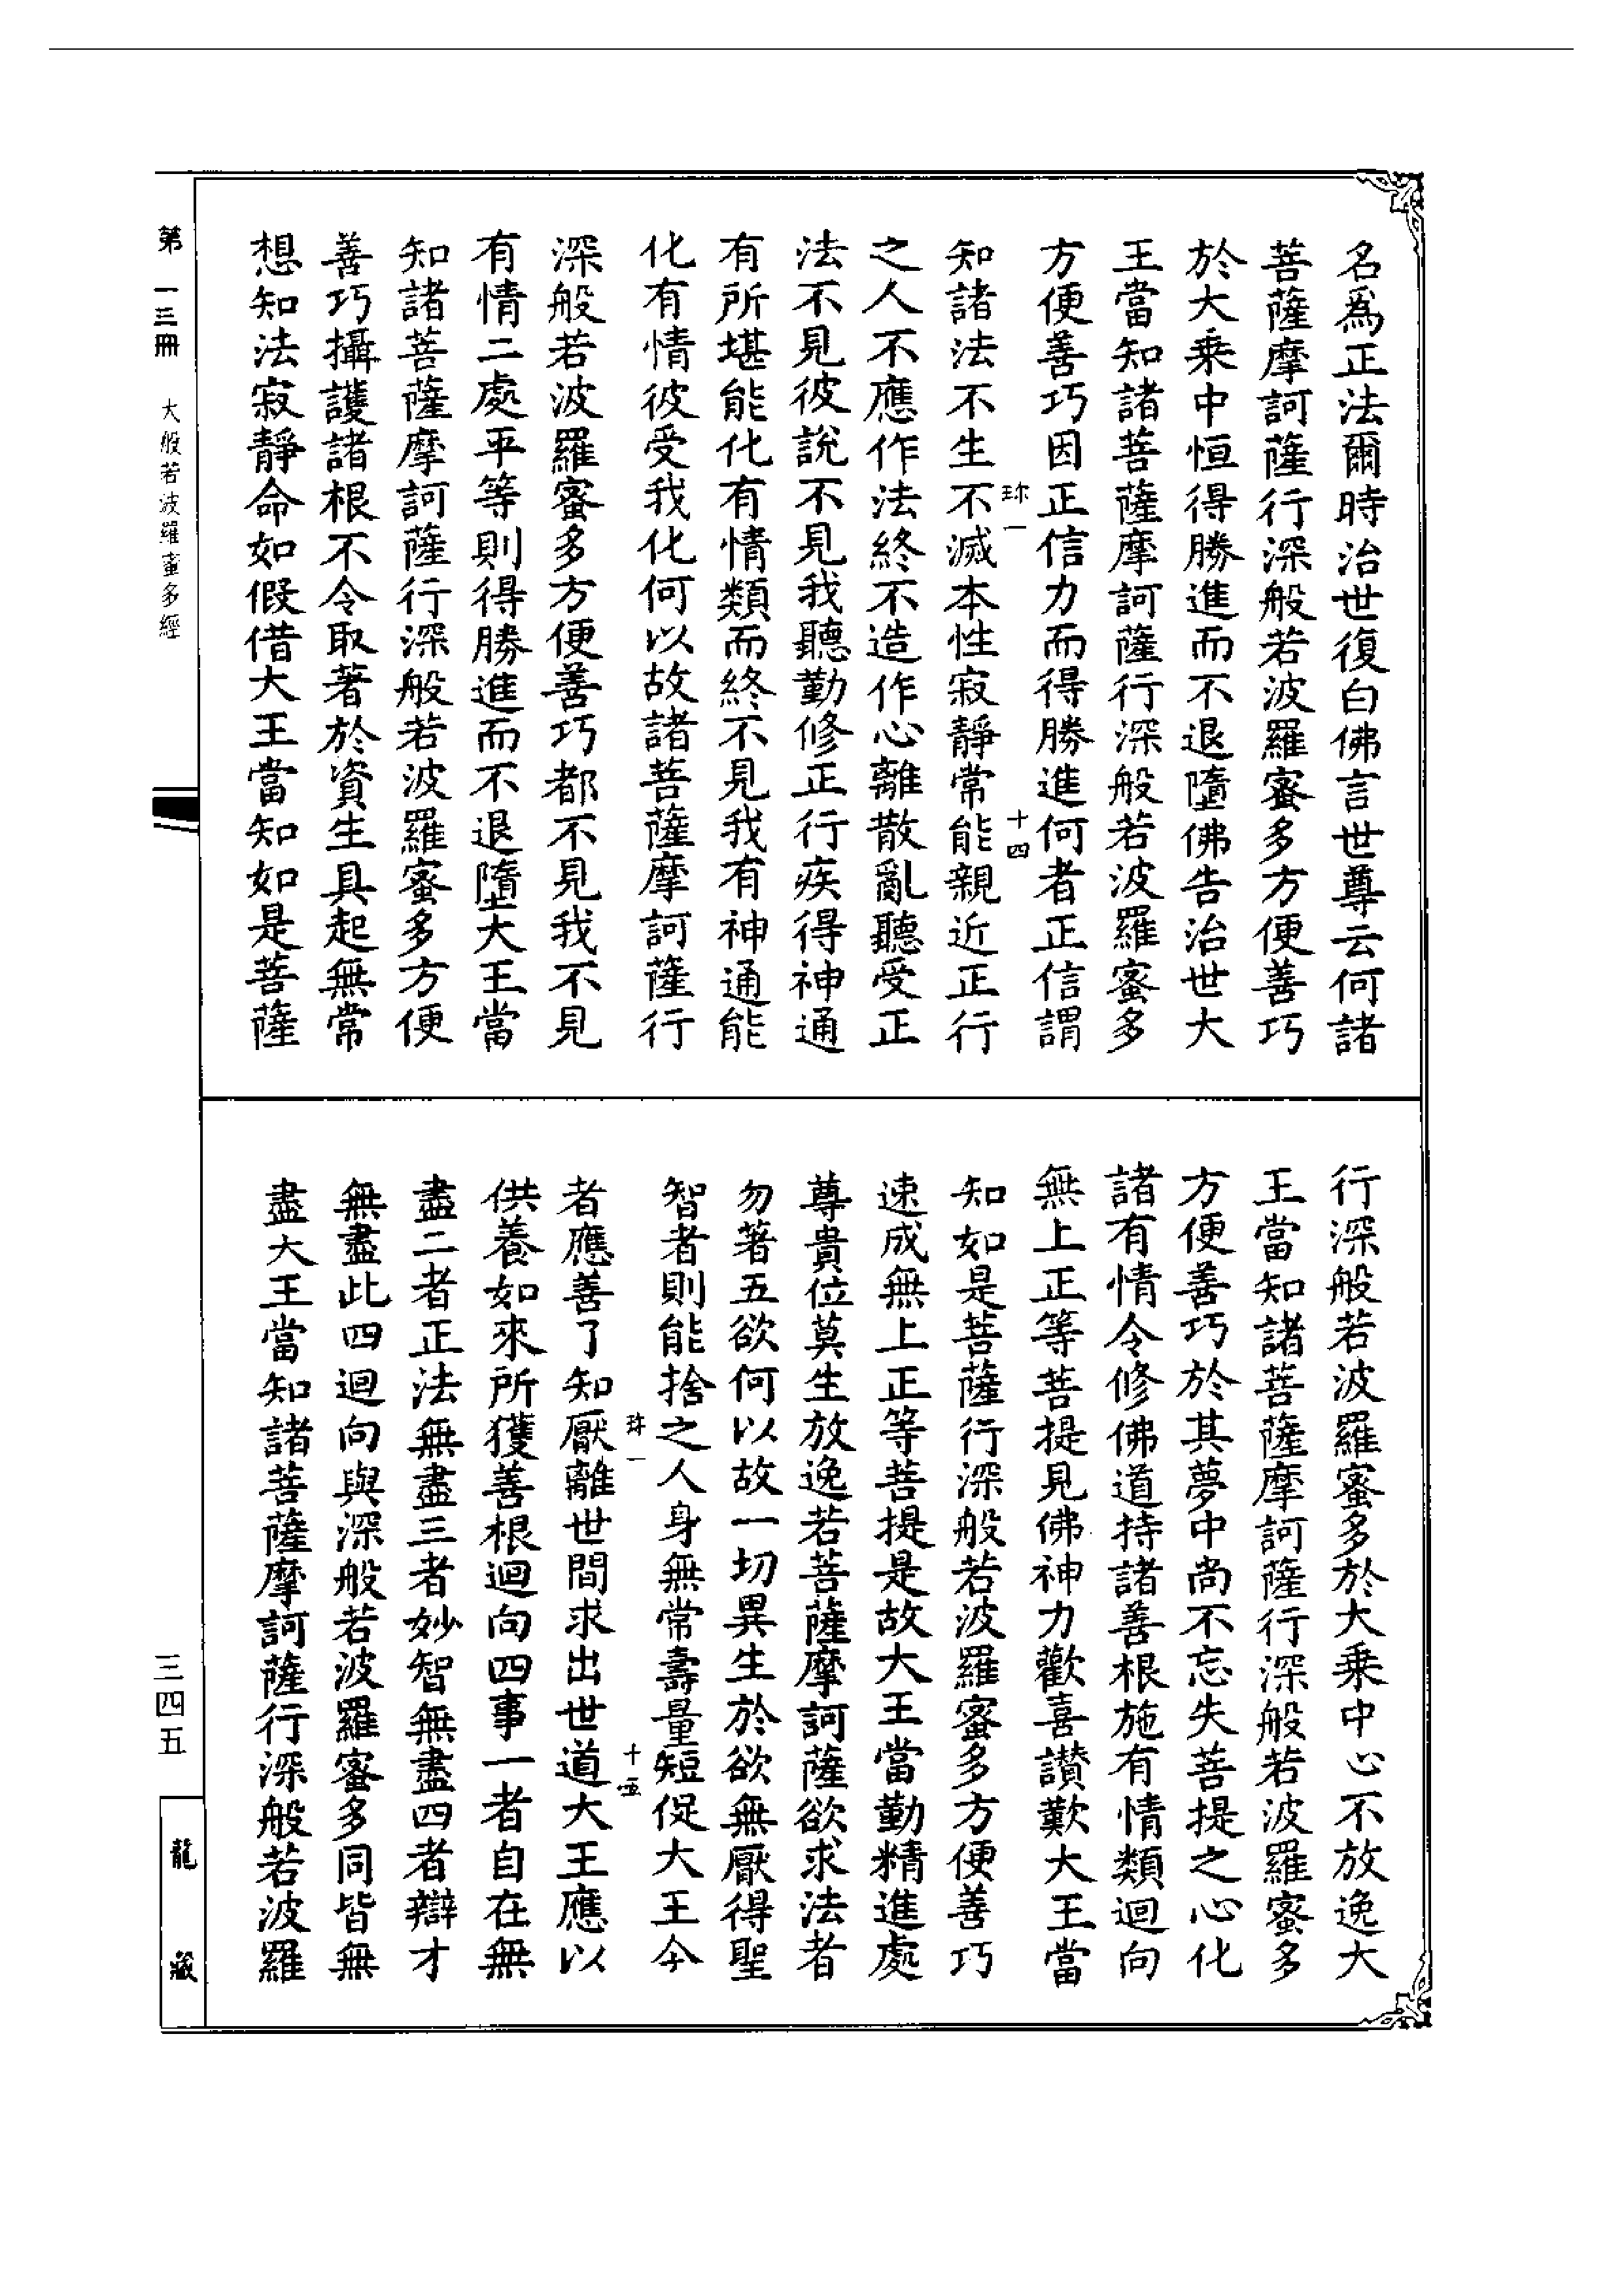 名爲正法爾時治世復白佛言世尊云何諸
菩薩摩訶薩行深般若波羅蜜多方便善巧
於大乘中恒得勝進而不退墮佛告治世大
王當知諸菩薩摩訶薩行深般若波羅蜜多
方便善巧因正信力而得勝進何者正信謂
珎一 十四
知諸法不生不滅本性寂靜常能親近正行
之人不應作法終不造作心離散亂聽受正
法不見彼說不見我聽勤修正行疾得神通
有所堪能化有情類而終不見我有神通能
化有情彼受我化何以故諸菩薩摩訶薩行
深般若波羅蜜多方便善巧都不見我不見
有情二處平等則得勝進而不退墮大王當
知諸菩薩摩訶薩行深般若波羅蜜多方便
善巧攝護諸根不令取著於資生具起無常
想知法寂靜命如假借大王當知如是菩薩
行深般若波羅蜜多於大乘中心不放逸大
王當知諸菩薩摩訶薩行深般若波羅蜜多
方便善巧於其夢中尚不忘失菩提之心化
諸有情令修佛道持諸善根施有情類迴向
無上正等菩提見佛神力歡喜讚歎大王當
知如是菩薩行深般若波羅蜜多方便善巧
速成無上正等菩提是故大王當勤精進處
尊貴位莫生放逸若菩薩摩訶薩欲求法者
勿著五欲何以故一切異生於欲無厭得聖
智者則能捨之人身無常壽量短促大王今
珎一 十五
者應善了知厭離世間求出世道大王應以
供養如來所獲善根迴向四事一者自在無
盡二者正法無盡三者妙智無盡四者辯才
無盡此四迴向與深般若波羅蜜多同皆無
盡大王當知諸菩薩摩訶薩行深般若波羅
第一三冊 大般若波羅蜜多經
三四五
龍藏